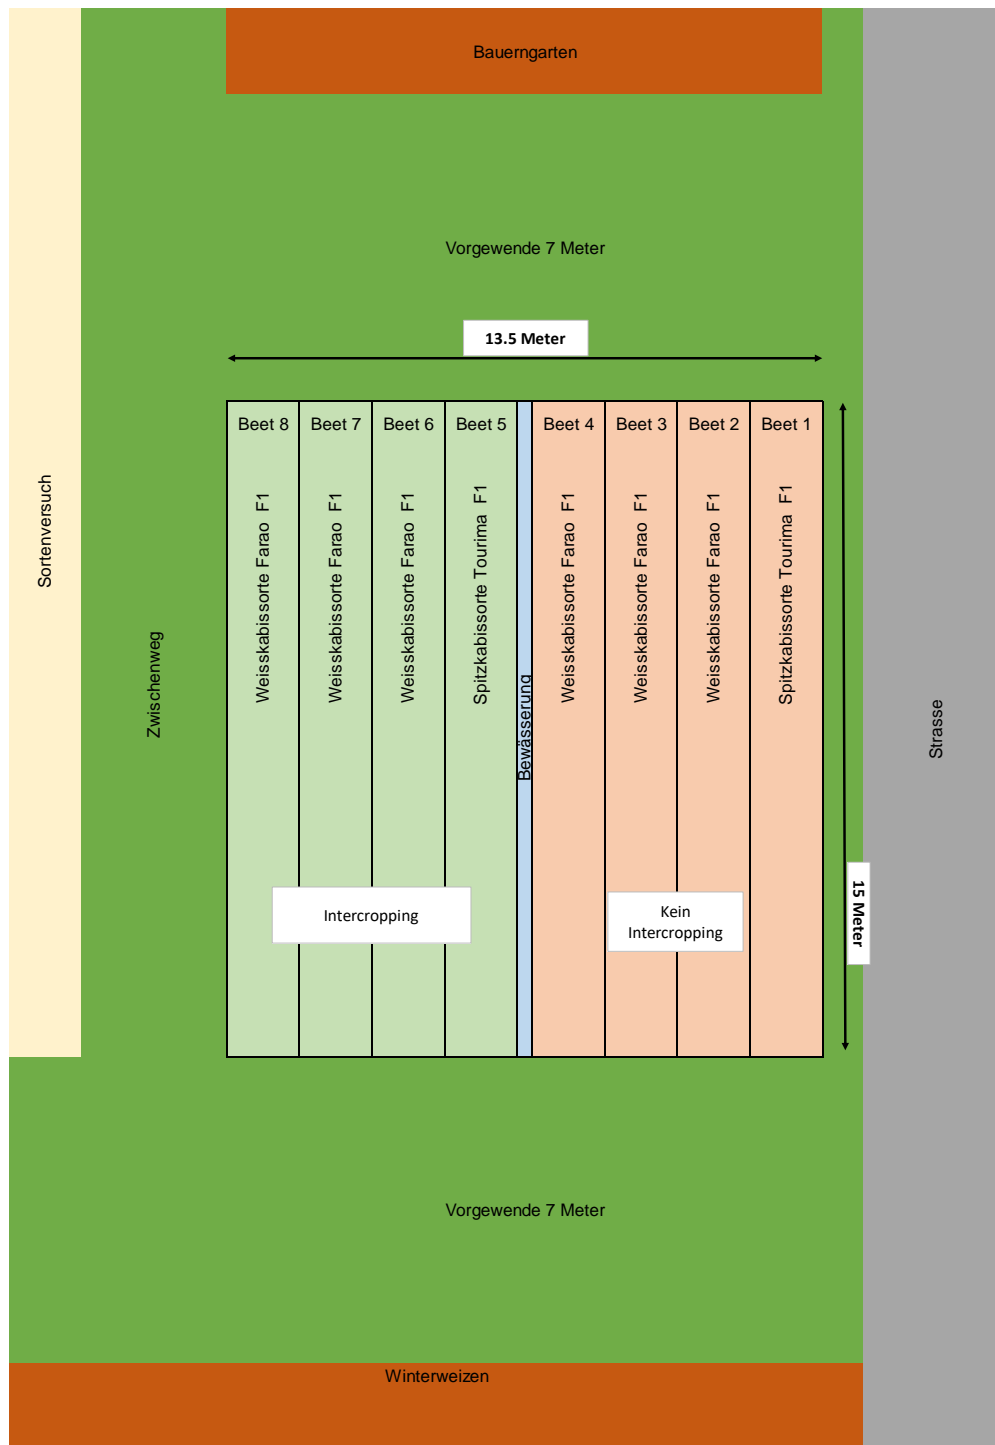 Bauerngarten
Vorgewende 7 Meter
13.5 Meter
Beet 8
Beet 7
Beet 6
Beet 5
Beet 4
Beet 3
Beet 2
Beet 1
Weisskabissorte Farao F1
Weisskabissorte Farao F1
Weisskabissorte Farao F1
Spitzkabissorte Tourima F1
Bewässerung
Weisskabissorte Farao F1
Weisskabissorte Farao F1
Weisskabissorte Farao F1
Spitzkabissorte Tourima F1
Sortenversuch
Zwischenweg
Strasse
15 Meter
Intercropping
Kein
Intercropping
Vorgewende 7 Meter
Winterweizen